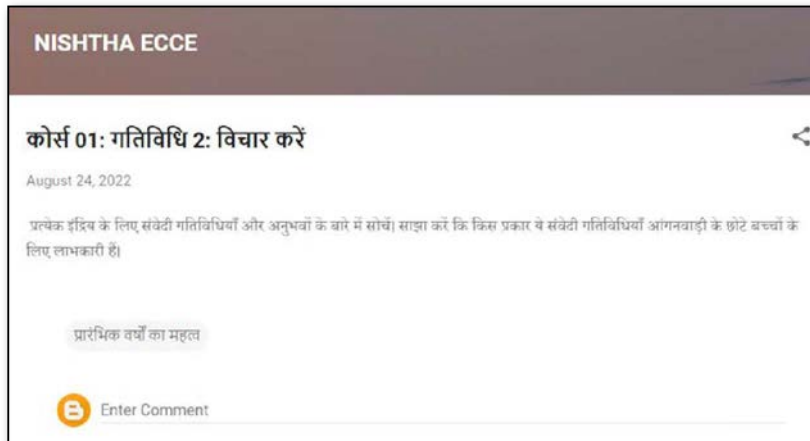 NISHTHA ECCE
कोर्स 01: गतिविधि 2: विचार करें
August 24, 2022
प्रत्येक इंद्रिय के लिए संवेदी गतिविधियाँ और अनुभवों के बारे में सोचें। साझा करें कि किस प्रकार ये संवेदी गतिविधियाँ आंगनवाड़ी के छोटे बच्चों के
लिए लाभकारी हैं।
प्रारंभिक वर्षों का महत्व
Enter Comment